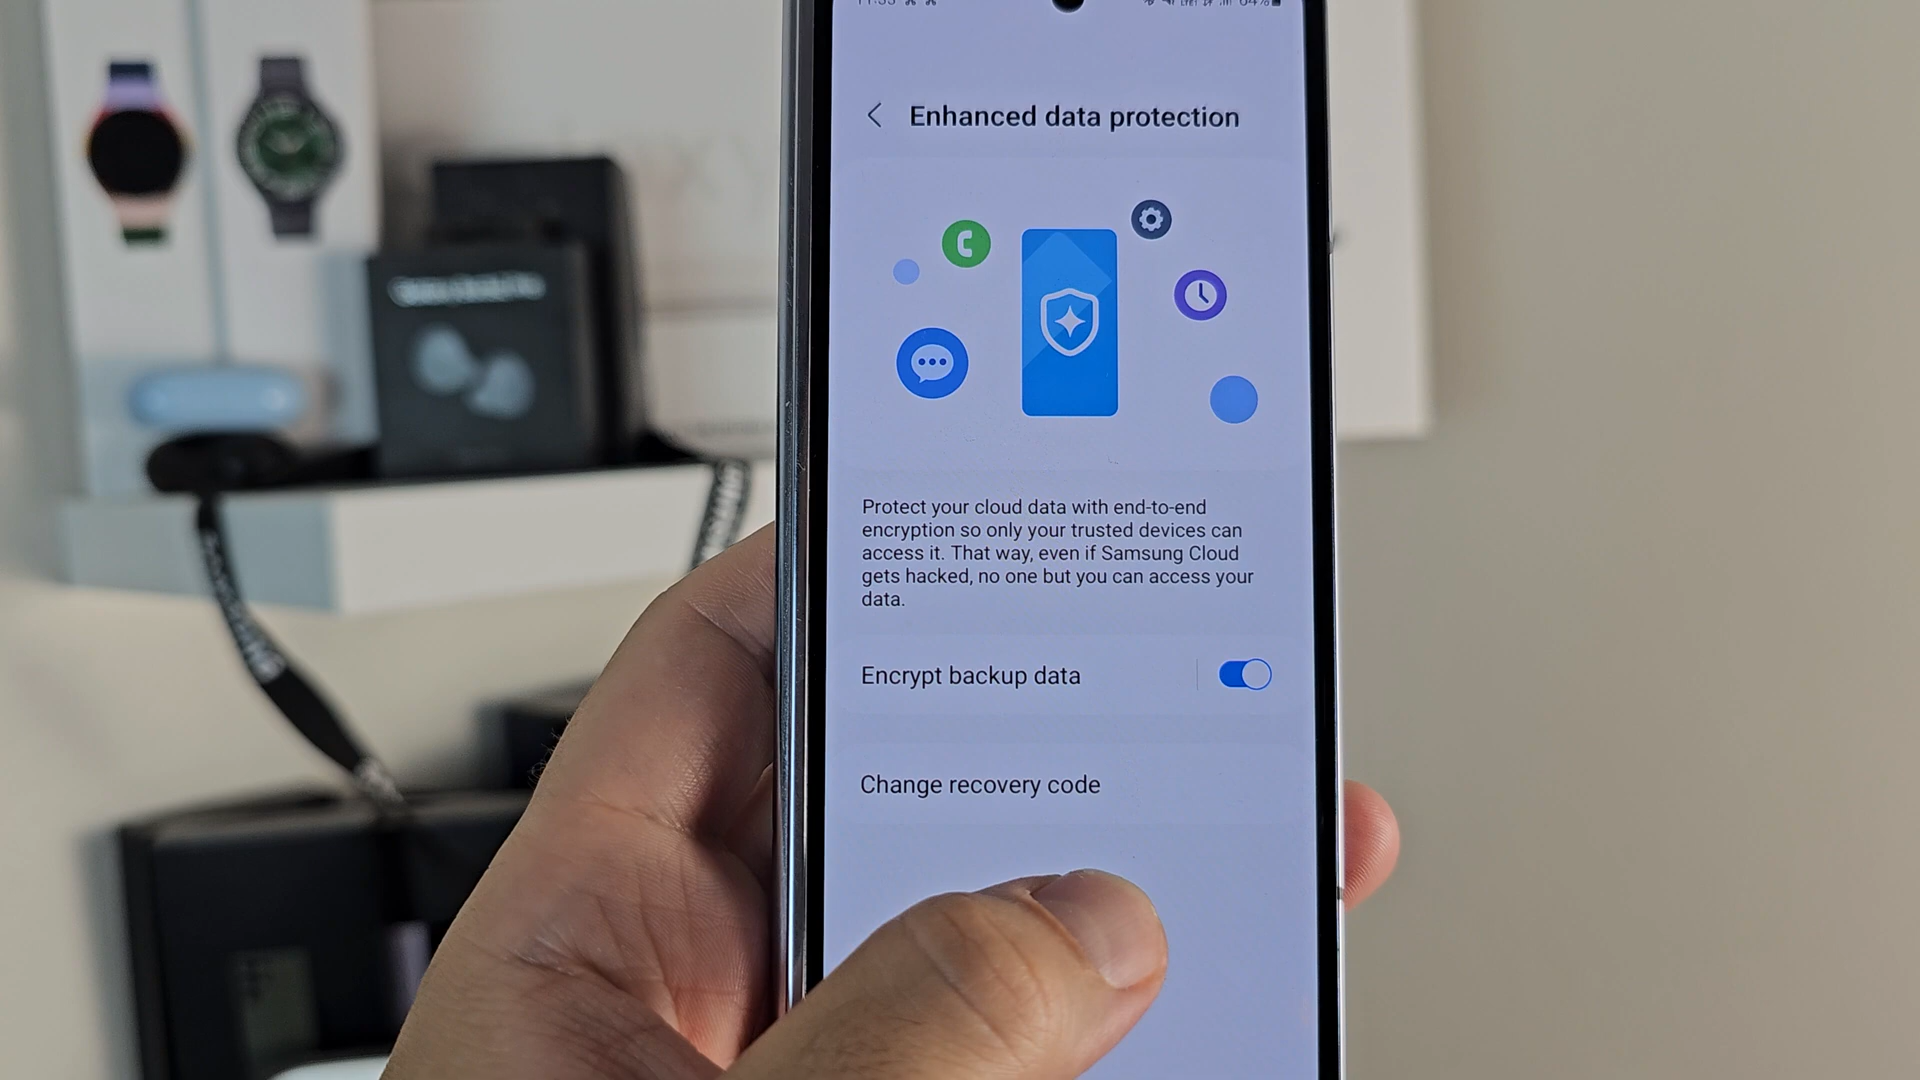 Enhanced data protection
Protect your cloud data with end-to-end
encryption so only your trusted devices can
access it. That way, even if Samsung Cloud
gets hacked, no one but you can access your
data.
Encrypt backup data
Change recovery code